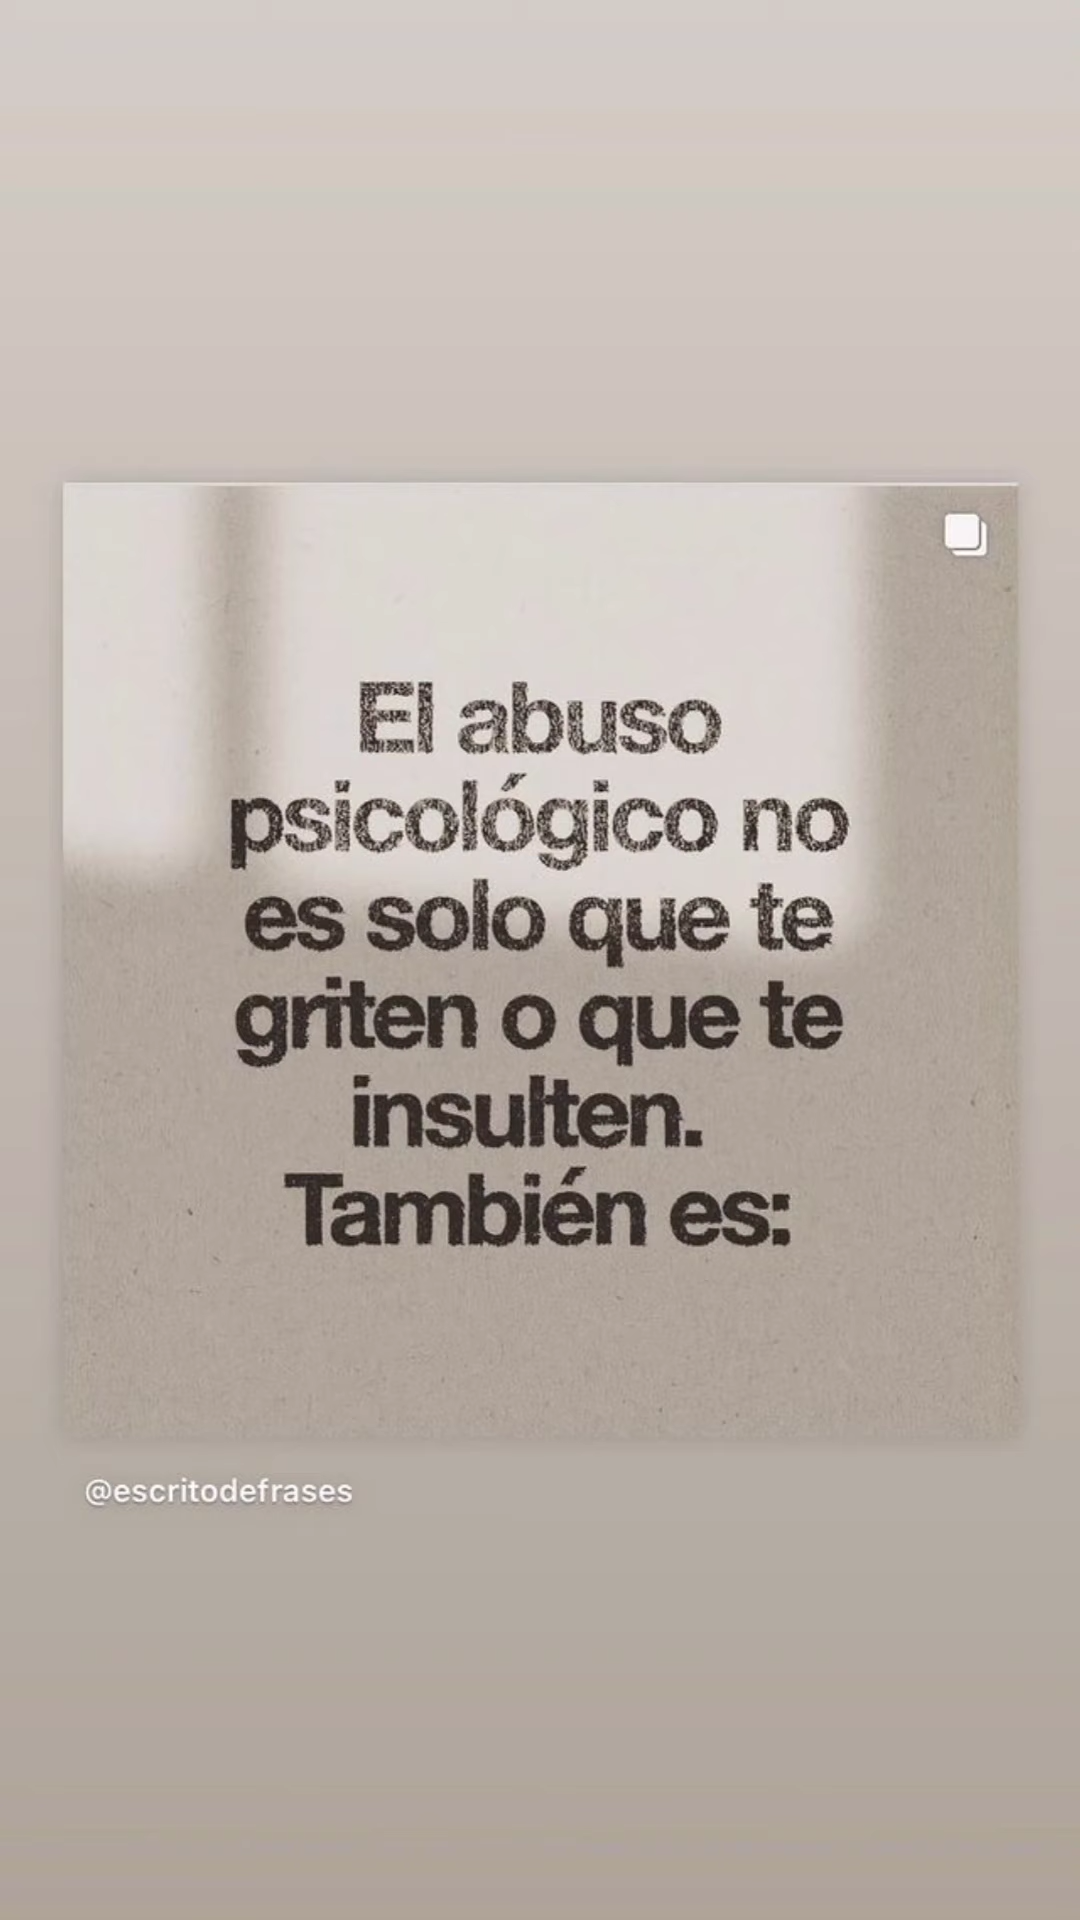 El abuso
psicológico no
es solo que te
griten o que te
insulten.
También es:
@escritodefrases